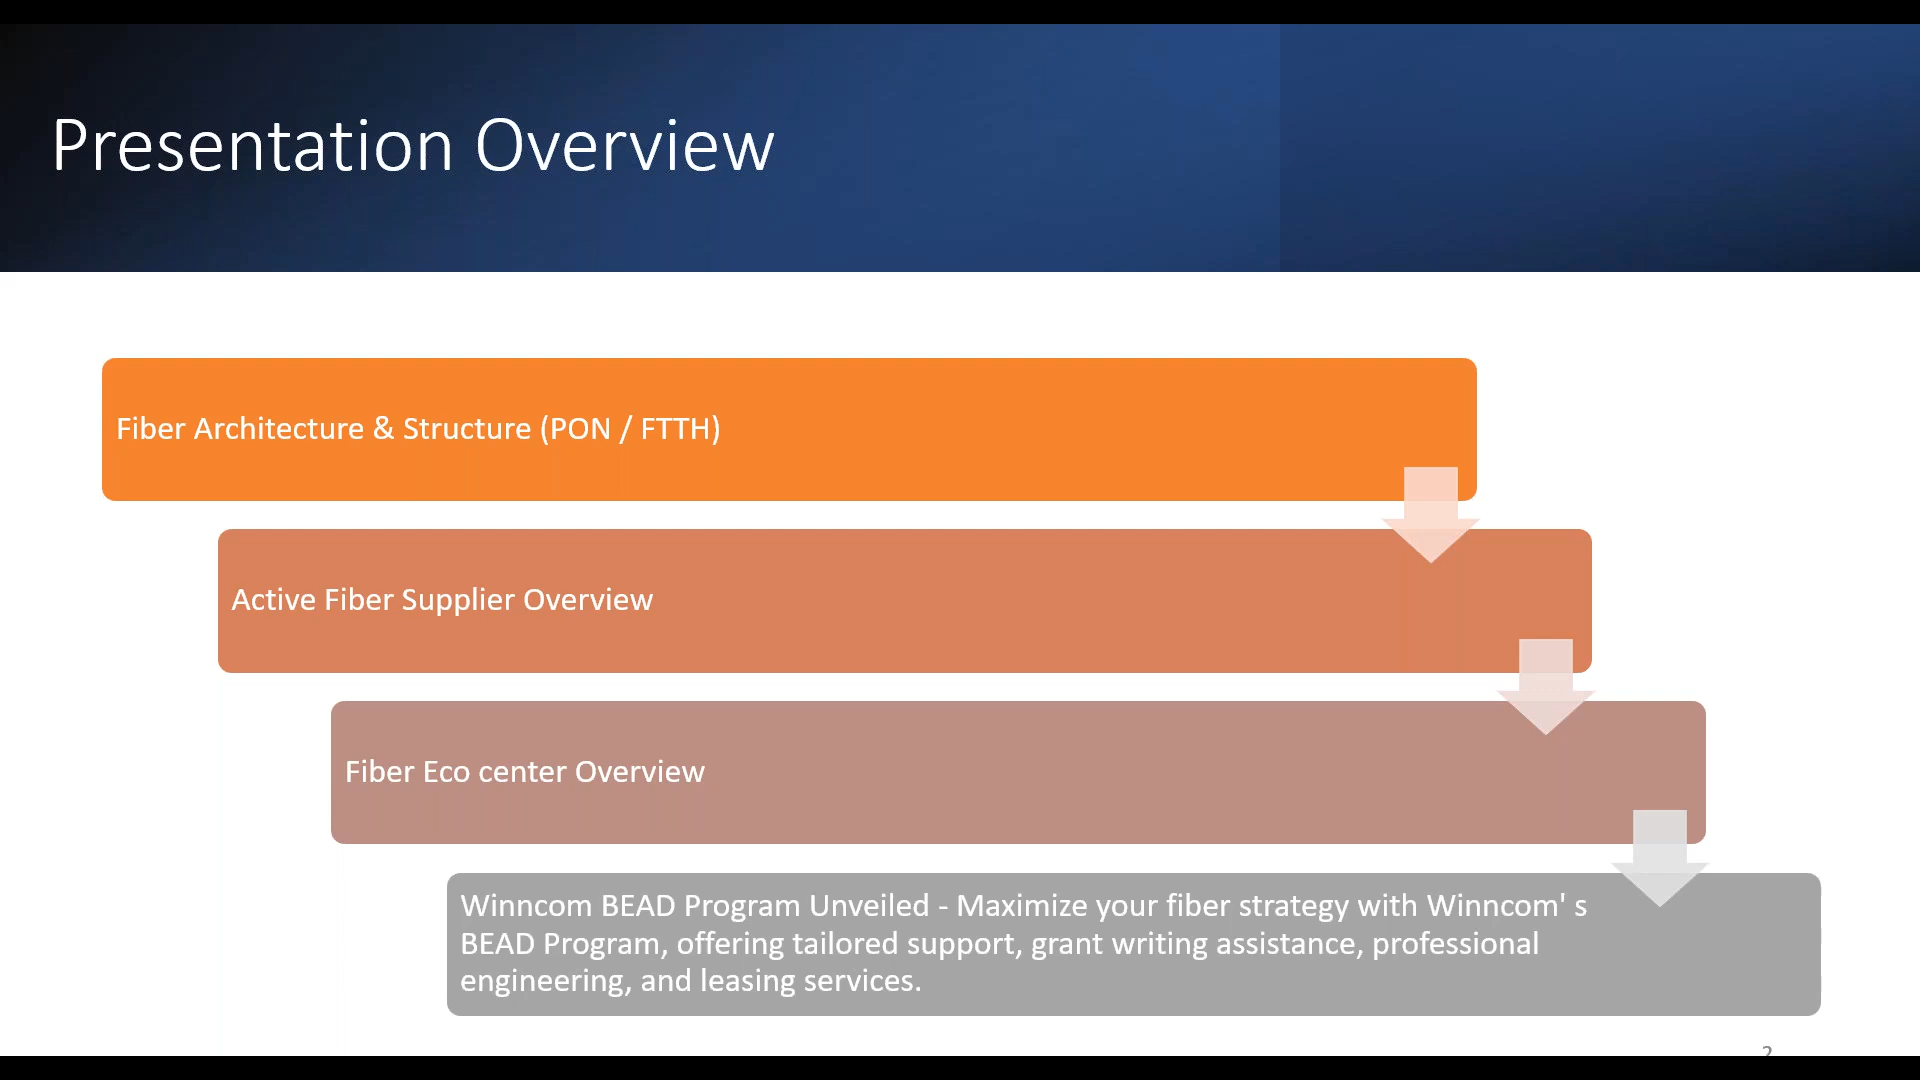 Presentation Overview
Fiber Architecture & Structure (PON / FTTH)
Active Fiber Supplier Overview
Fiber Eco center Overview
Winncom BEAD Program Unveiled - Maximize your fiber strategy with Winncom' s
BEAD Program, offering tailored support, grant writing assistance, professional
engineering, and leasing services.
2